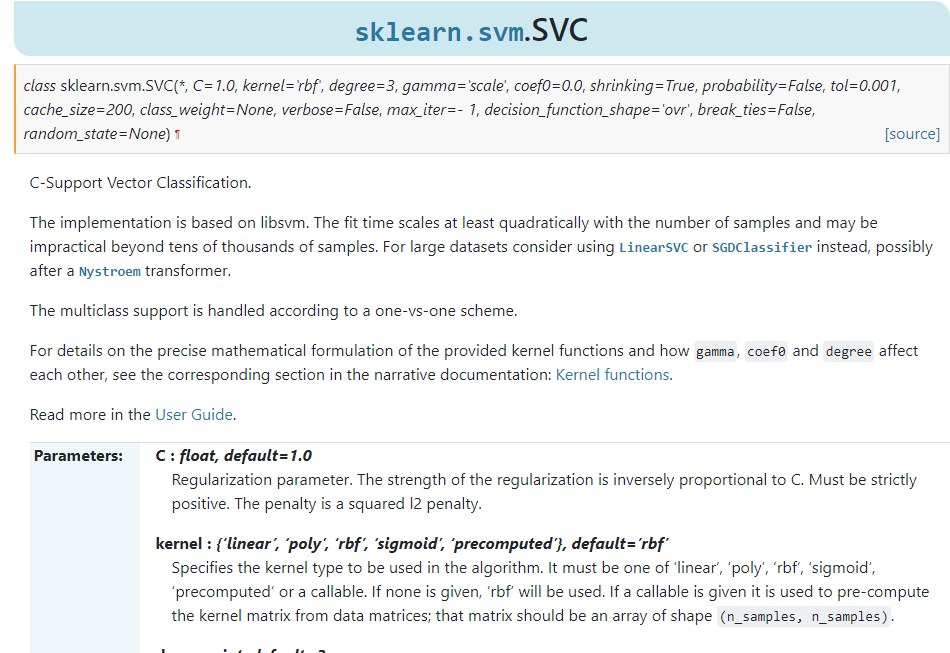 sklearn.svm.SVC
class sklearn.svm.SVC(*, C=1.0, kernel='rbf', degree=3, gamma='scale', coef0=0.0, shrinking=True, probability=False, tol=0.001,
cache_size=200, class_weight=None, verbose=False, max_iter=- 1, decision_function_shape='ovr', break_ties=False,
random_state=None) ¶ [source]
C-Support Vector Classification.
The implementation is based on libsvm. The fit time scales at least quadratically with the number of samples and may be
impractical beyond tens of thousands of samples. For large datasets consider using LinearSVC or SGDClassifier instead, possibly
after a Nystroem transformer.
The multiclass support is handled according to a one-vs-one scheme.
For details on the precise mathematical formulation of the provided kernel functions and how gamma, coef0 and degree affect
each other, see the corresponding section in the narrative documentation: Kernel functions.
Read more in the User Guide.
Parameters: C : float, default=1.0
Regularization parameter. The strength of the regularization is inversely proportional to C. Must be strictly
positive. The penalty is a squared l2 penalty.
kernel : {‘linear’, ‘poly’, ‘rbf’, ‘sigmoid’, ‘precomputed’}, default=’rbf’
Specifies the kernel type to be used in the algorithm. It must be one of ‘linear’, ‘poly’, ‘rbf’, ‘sigmoid’,
‘precomputed’ or a callable. If none is given, ‘rbf’ will be used. If a callable is given it is used to pre-compute
the kernel matrix from data matrices; that matrix should be an array of shape (n_samples, n_samples).